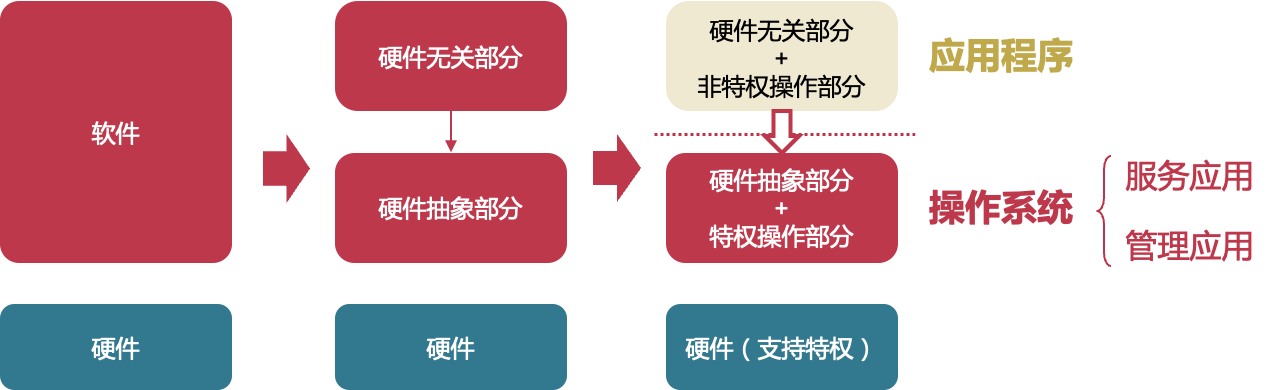 软件
硬件
硬件无关部分
硬件抽象部分
硬件
硬件无关部分
+
非特权操作部分
硬件抽象部分
+
特权操作部分
硬件（支持特权）
应用程序
操作系统
服务应用
管理应用